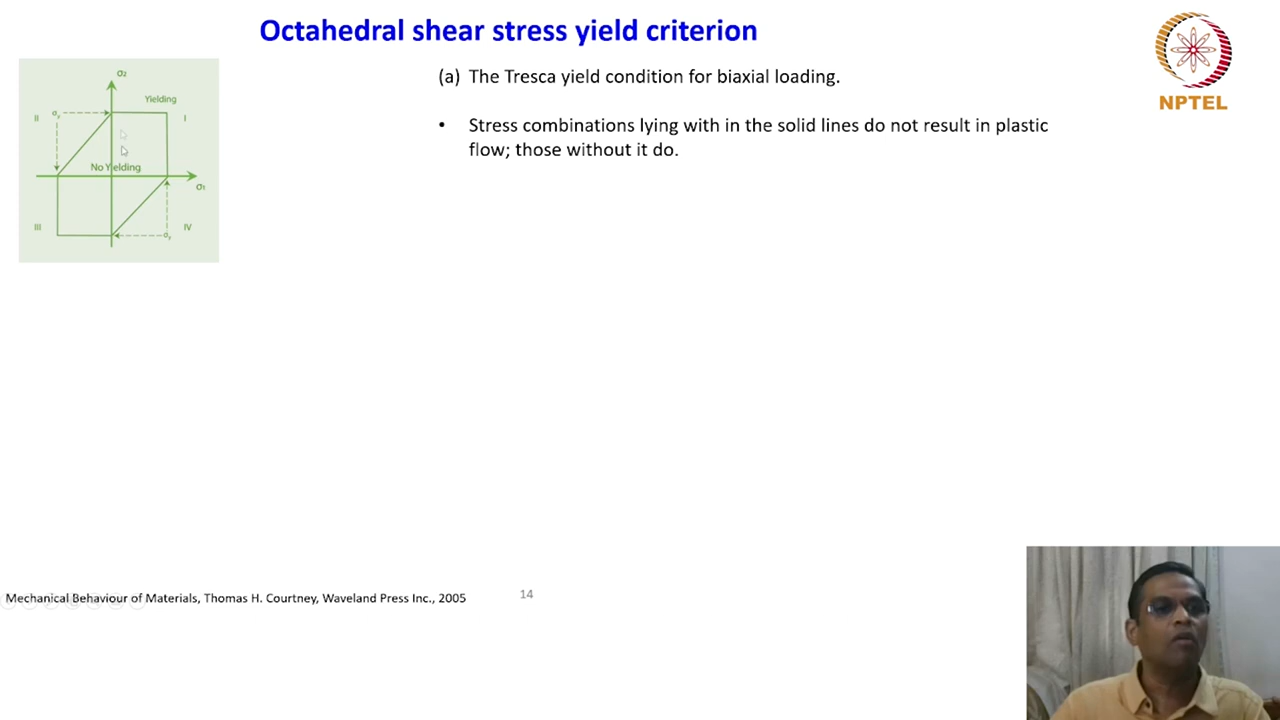 Octahedral shear stress yield criterion
NPTEL
(a) The Tresca yield condition for biaxial loading.
• Stress combinations lying with in the solid lines do not result in plastic
flow; those without it do.
σ₂
Yielding
II
σy
I
No Yielding
σ₁
III
IV
σy
Mechanical Behaviour of Materials, Thomas H. Courtney, Waveland Press Inc., 2005
14